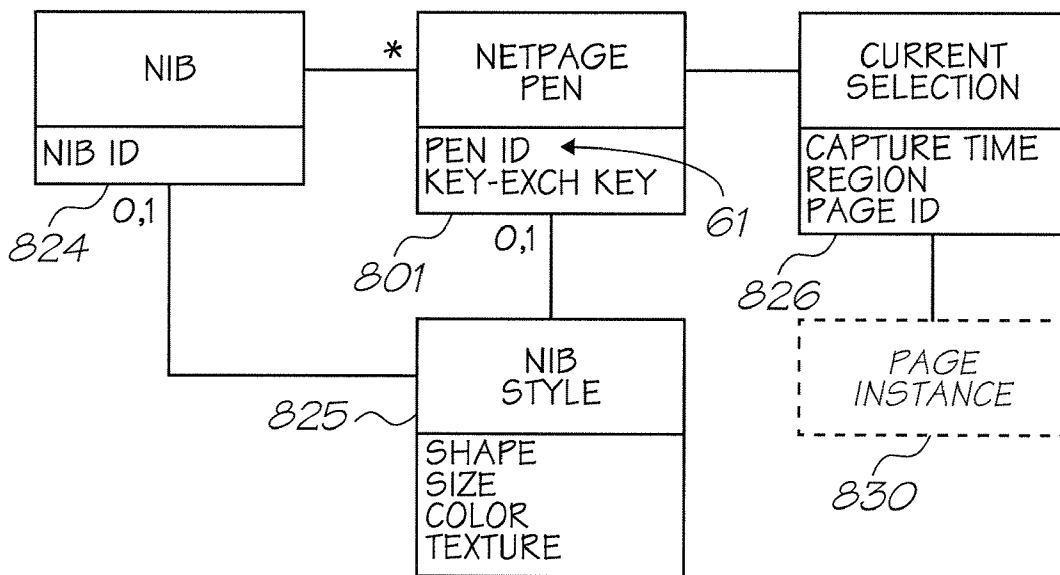 NIB
NIB ID
824
0,1
*
NETPAGE
PEN
PEN ID
KEY-EXCH KEY
61
801
0,1
CURRENT
SELECTION
CAPTURE TIME
REGION
PAGE ID
826
NIB
STYLE
825
SHAPE
SIZE
COLOR
TEXTURE
PAGE
INSTANCE
830